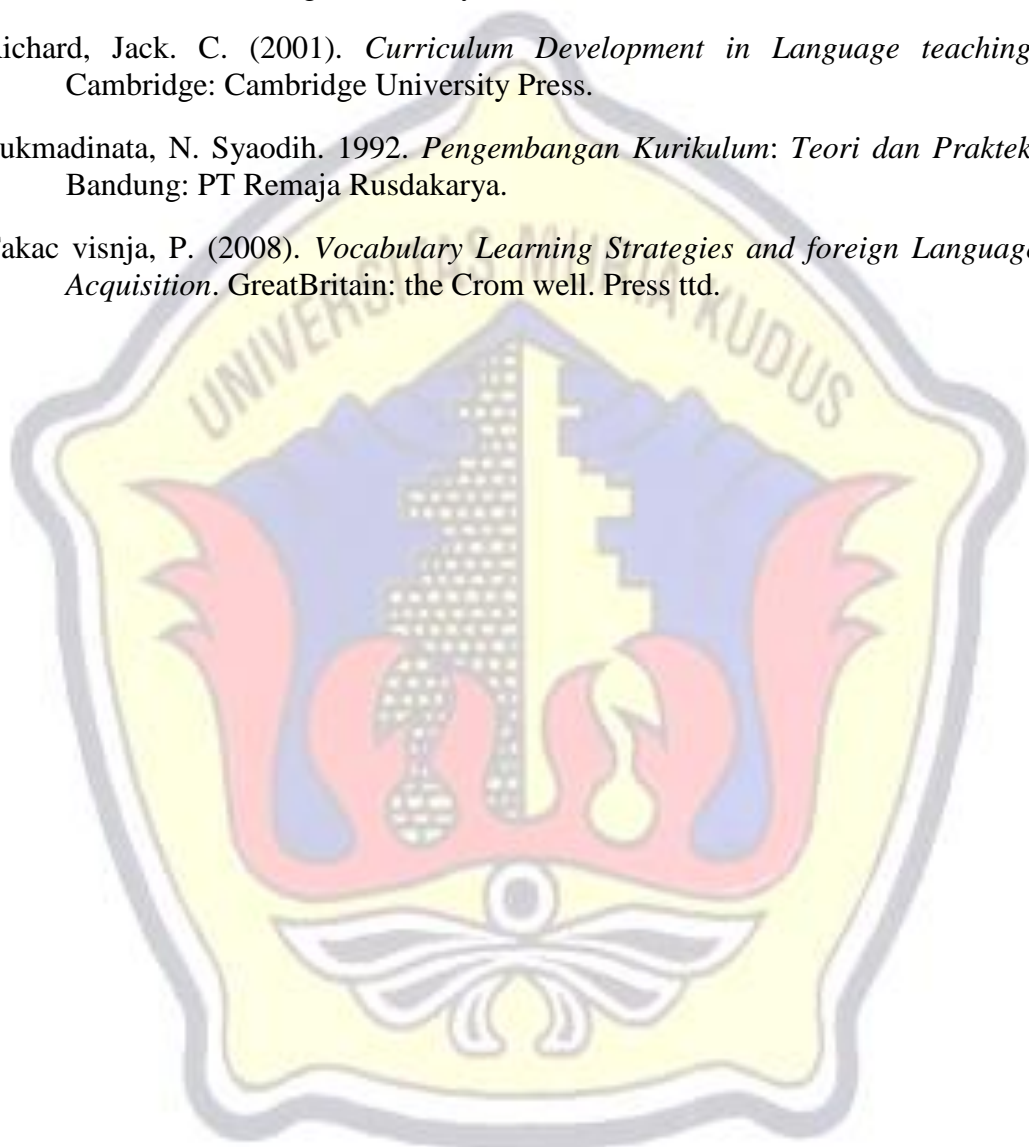 ichard, Jack. C. (2001). Curriculum Development in Language teaching
Cambridge: Cambridge University Press.
ukmadinata, N. Syaodih. 1992. Pengembangan Kurikulum: Teori dan Praktek
Bandung: PT Remaja Rusdakarya.
akac visnja, P. (2008). Vocabulary Learning Strategies and foreign Language
Acquisition. GreatBritain: the Crom well. Press ttd.
UNIVERSITAS MURIA KUDUS